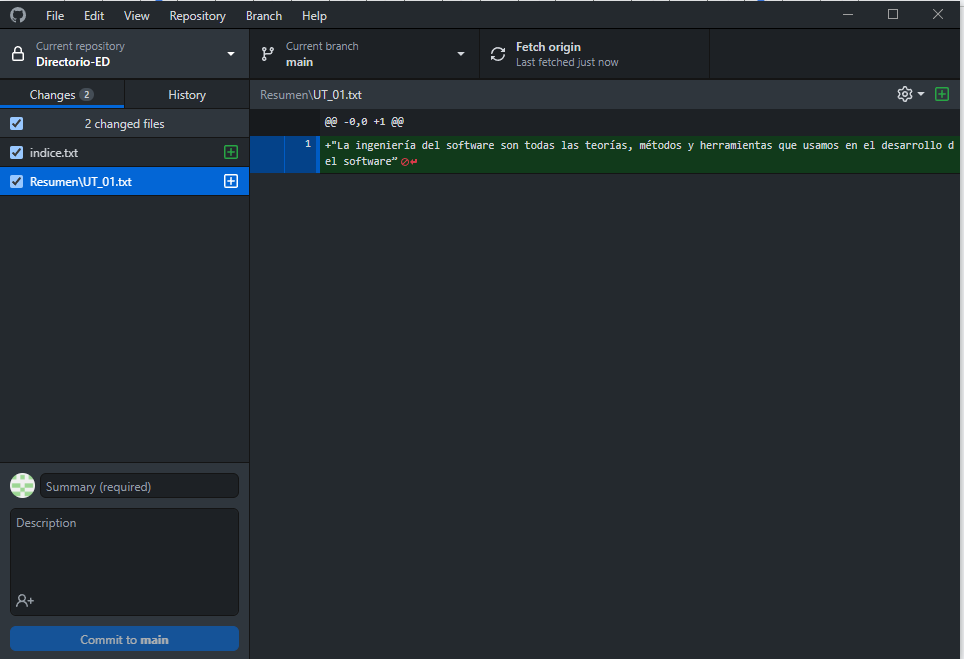 File Edit View Repository Branch Help
Current repository
Directorio-ED
Current branch
main
Fetch origin
Last fetched just now
Changes 2 History
2 changed files
indice.txt
Resumen\UT_01.txt
Resumen\UT_01.txt
@@ -0,0 +1 @@
1 +"La ingeniería del software son todas las teorías, métodos y herramientas que usamos en el desarrollo d
el software”
Summary (required)
Description
Commit to main